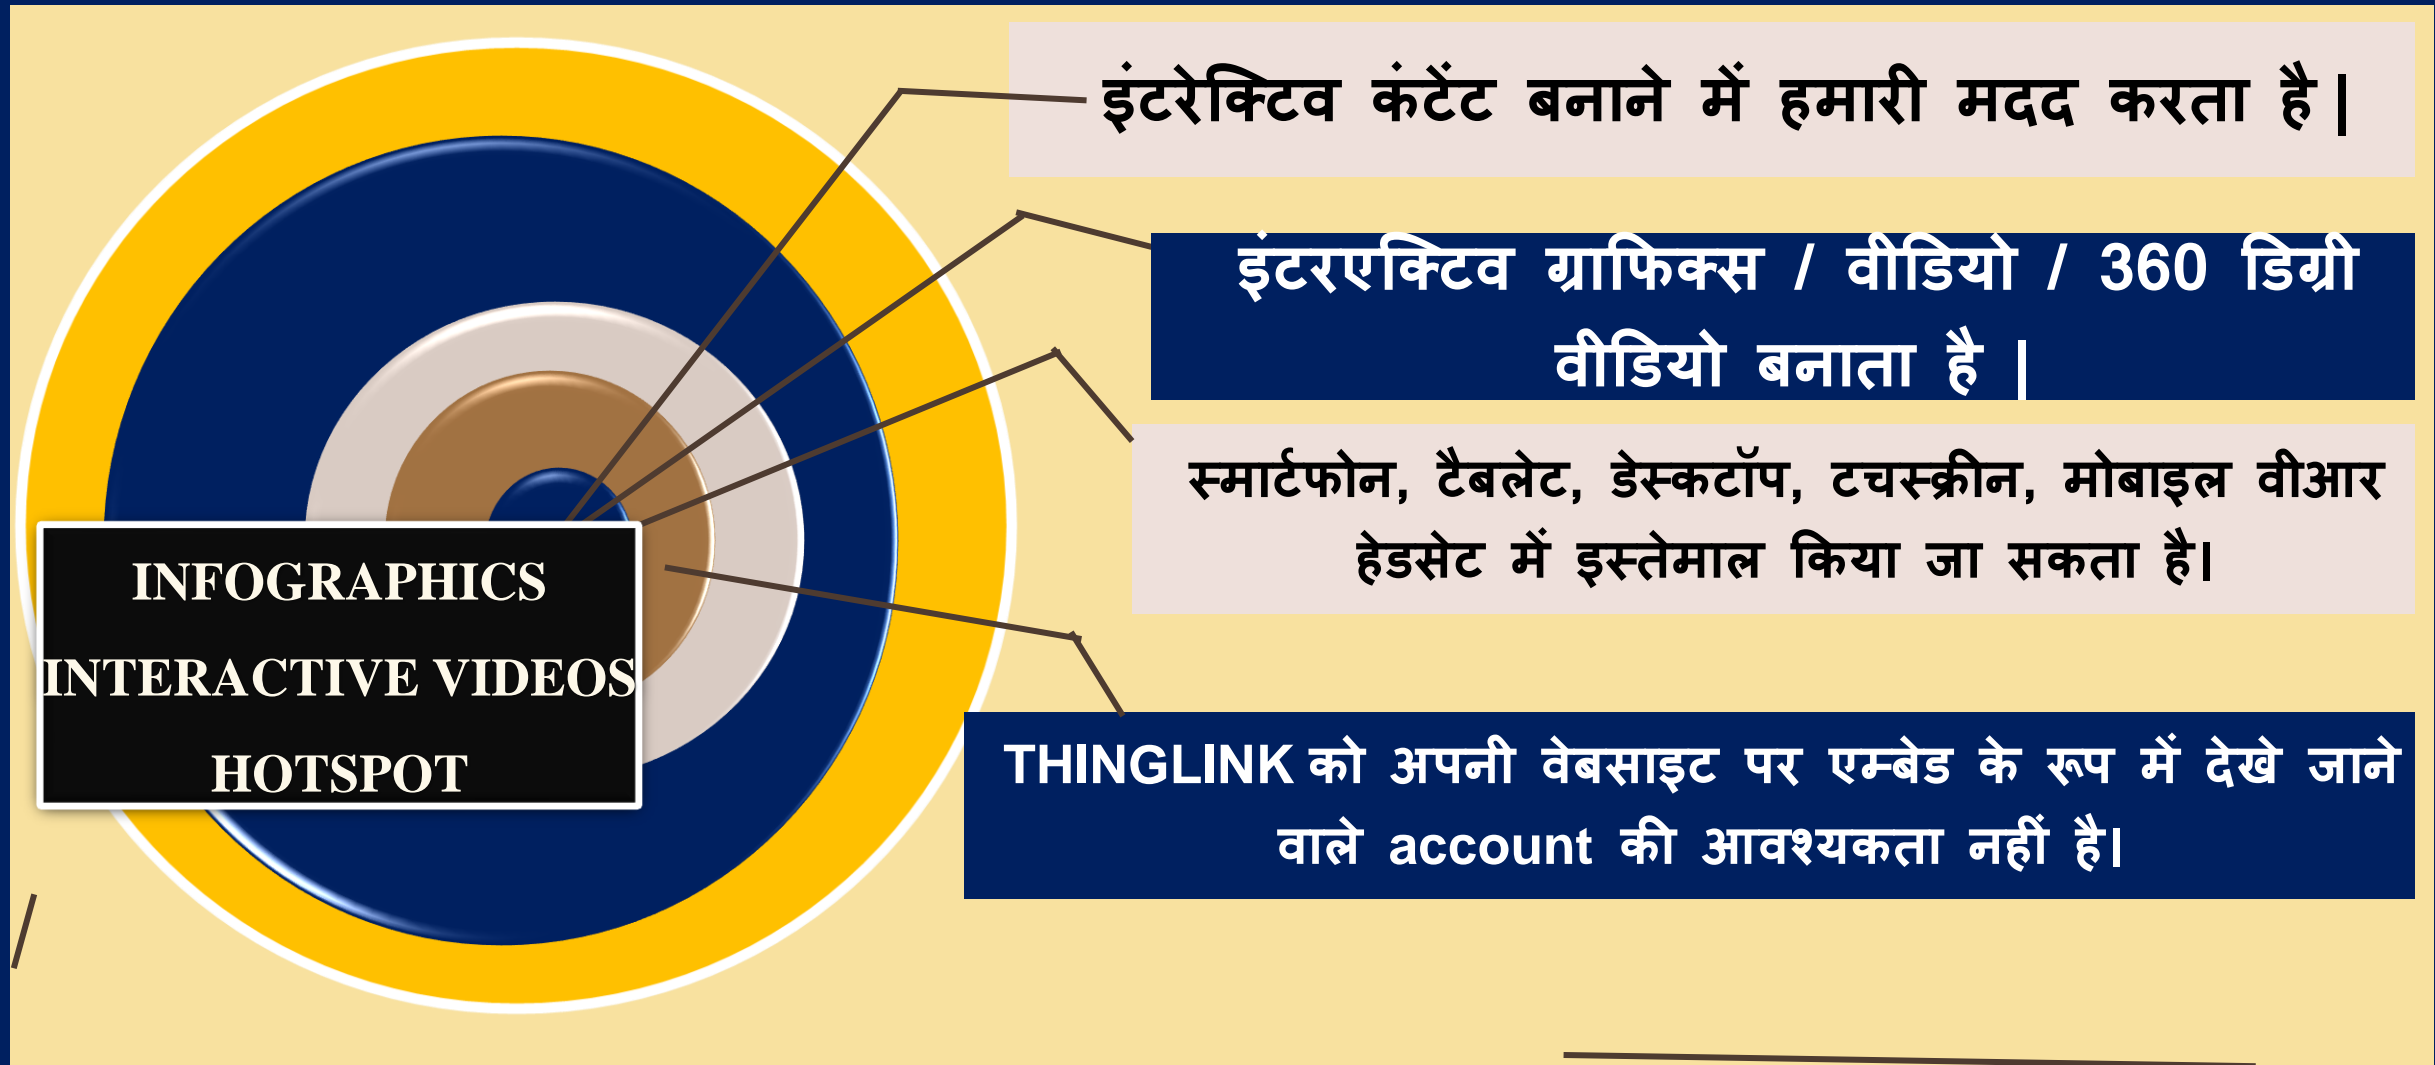 इंटरेक्टिव कंटेंट बनाने में हमारी मदद करता है |
इंटरएक्टिव ग्राफिक्स / वीडियो / 360 डिग्री
वीडियो बनाता है |
स्मार्टफोन, टैबलेट, डेस्कटॉप, टचस्क्रीन, मोबाइल वीआर
हेडसेट में इस्तेमाल किया जा सकता है।
INFOGRAPHICS
INTERACTIVE VIDEOS
HOTSPOT
THINGLINK को अपनी वेबसाइट पर एम्बेड के रूप में देखे जाने
वाले account की आवश्यकता नहीं है।